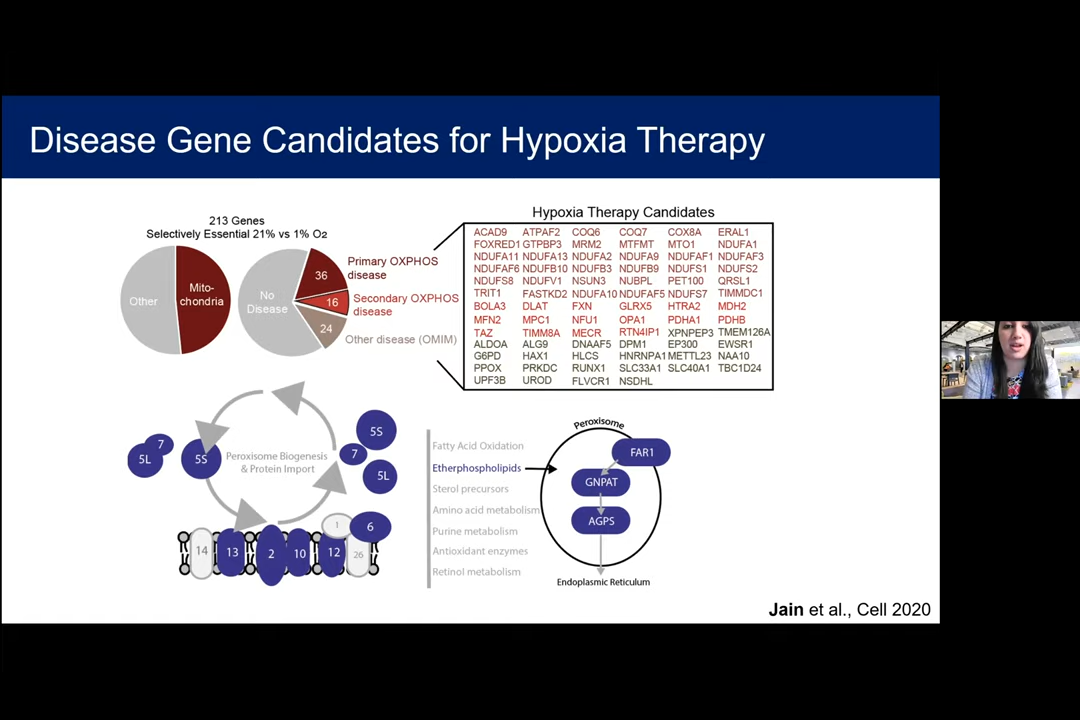 Disease Gene Candidates for Hypoxia Therapy
213 Genes
Selectively Essential 21% vs 1% O₂
Other
Mito-
chondria
No
Disease
36
16
24
Primary OXPHOS
disease
Secondary OXPHOS
disease
Other disease (OMIM)
Hypoxia Therapy Candidates
ACAD9 ATPAF2 COQ6 COQ7 COX8A ERAL1
FOXRED1 GTPBP3 MRM2 MTFMT MTO1 NDUFA1
NDUFA11 NDUFA13 NDUFA2 NDUFA9 NDUFAF1 NDUFAF3
NDUFAF6 NDUFB10 NDUFB3 NDUFB9 NDUFS1 NDUFS2
NDUFS8 NDUFV1 NSUN3 NUBPL PET100 QRSL1
TRIT1 FASTKD2 NDUFA10 NDUFAF5 NDUFS7 TIMMDC1
BOLA3 DLAT FXN GLRX5 HTRA2 MDH2
MFN2 MPC1 NFU1 OPA1 PDHA1 PDHB
TAZ TIMM8A MECR RTN4IP1 XPNPEP3 TMEM126A
ALDOA ALG9 DNAAF5 DPM1 EP300 EWSR1
G6PD HAX1 HLCS HNRNPA1 METTL23 NAA10
PPOX PRKDC RUNX1 SLC33A1 SLC40A1 TBC1D24
UPF3B UROD FLVCR1 NSDHL
5L
7
5S
Peroxisome Biogenesis
& Protein Import
5S
7
5L
14
13
2
10
12
1
6
26
Fatty Acid Oxidation
Etherphospholipids
Sterol precursors
Amino acid metabolism
Purine metabolism
Antioxidant enzymes
Retinol metabolism
Peroxisome
FAR1
GNPAT
AGPS
Endoplasmic Reticulum
Jain et al., Cell 2020